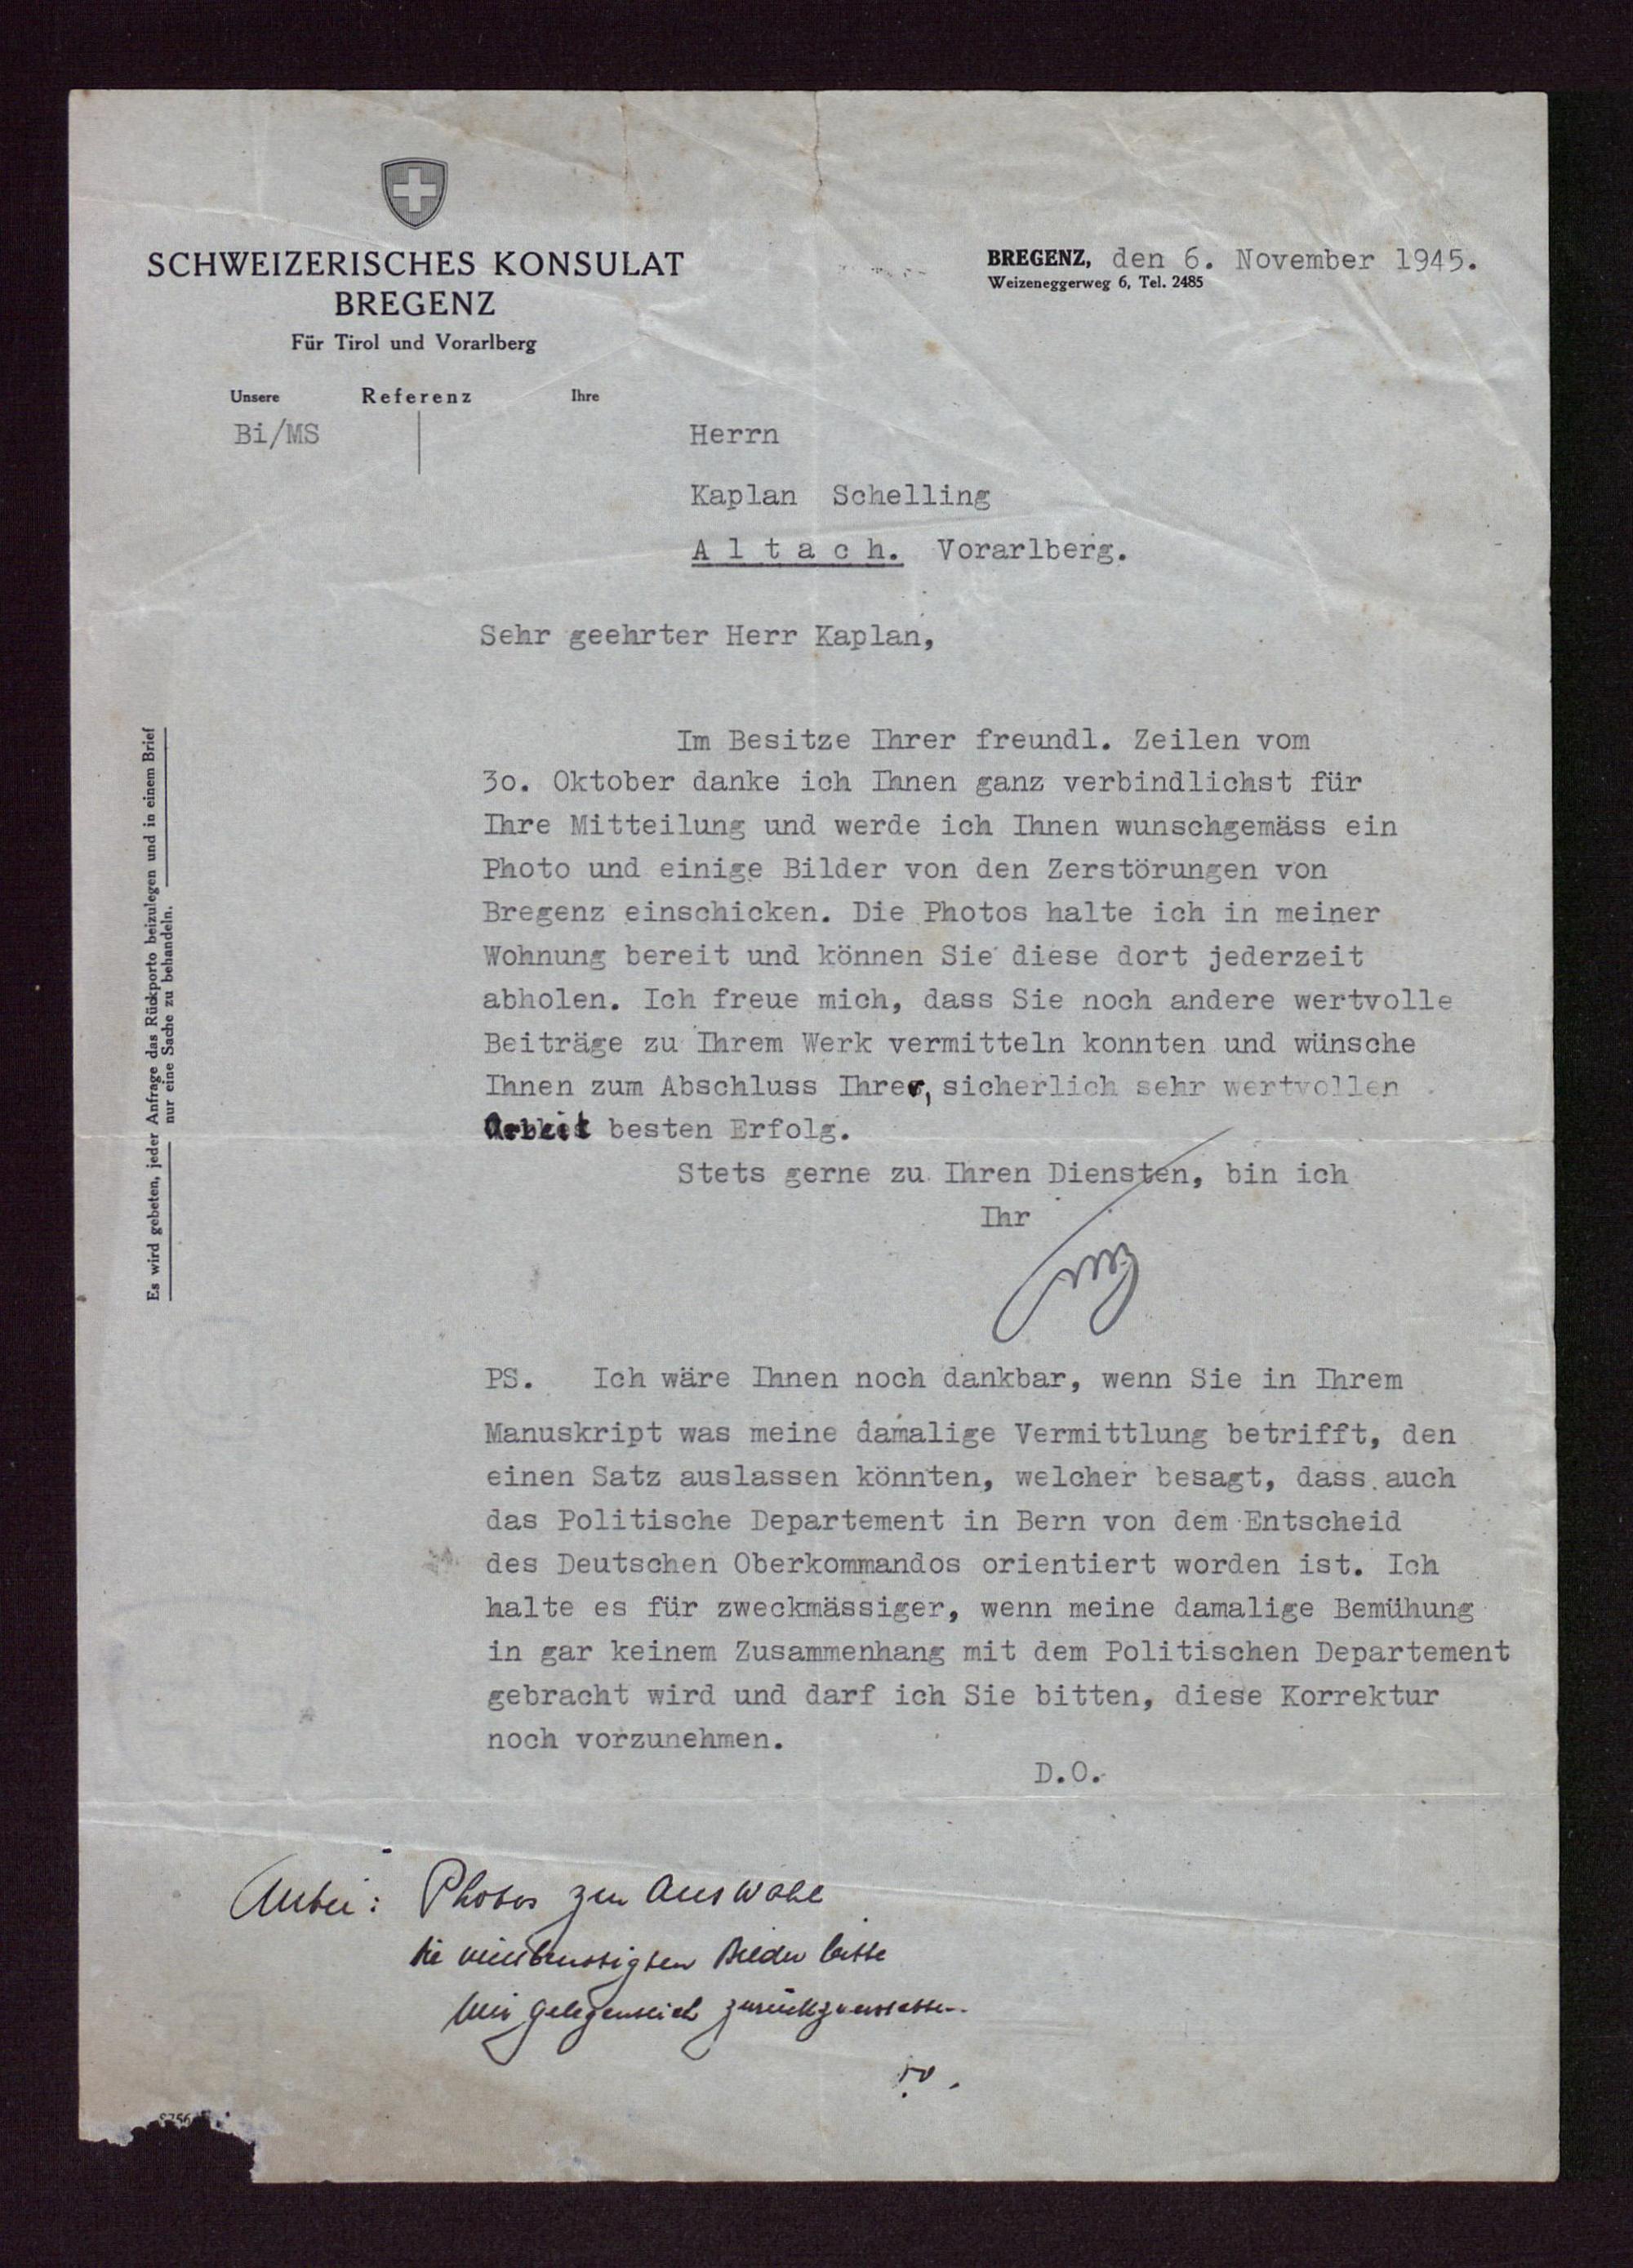 SCHWEIZERISCHES KONSULAT
BREGENZ
Für Tirol und Vorarlberg
BREGENZ, den 6. November 1945.
Weizeneggerweg 6, Tel. 2485
Unsere Referenz Ihre
Bi/MS
Herrn
Kaplan Schelling
Altach. Vorarlberg.
Sehr geehrter Herr Kaplan,
Im Besitze Ihrer freundl. Zeilen vom
3o. Oktober danke ich Ihnen ganz verbindlichst für
Ihre Mitteilung und werde ich Ihnen wunschgemäss ein
Photo und einige Bilder von den Zerstörungen von
Bregenz einschicken. Die Photos halte ich in meiner
Wohnung bereit und können Sie diese dort jederzeit
abholen. Ich freue mich, dass Sie noch andere wertvolle
Beiträge zu Ihrem Werk vermitteln konnten und wünsche
Ihnen zum Abschluss Ihrer, sicherlich sehr wertvollen
Arbeit besten Erfolg.
Stets gerne zu Ihren Diensten, bin ich
Ihr
PS. Ich wäre Ihnen noch dankbar, wenn Sie in Ihrem
Manuskript was meine damalige Vermittlung betrifft, den
einen Satz auslassen könnten, welcher besagt, dass auch
das Politische Departement in Bern von dem Entscheid
des Deutschen Oberkommandos orientiert worden ist. Ich
halte es für zweckmässiger, wenn meine damalige Bemühung
in gar keinem Zusammenhang mit dem Politischen Departement
gebracht wird und darf ich Sie bitten, diese Korrektur
noch vorzunehmen.
D.O.
Anbei: Photos zur Auswahl
die Bilder bitte
mir gelegentlich
Es wird gebeten, jeder Anfrage das Rückporto beizulegen und in einem Brief
nur eine Sache zu behandeln.